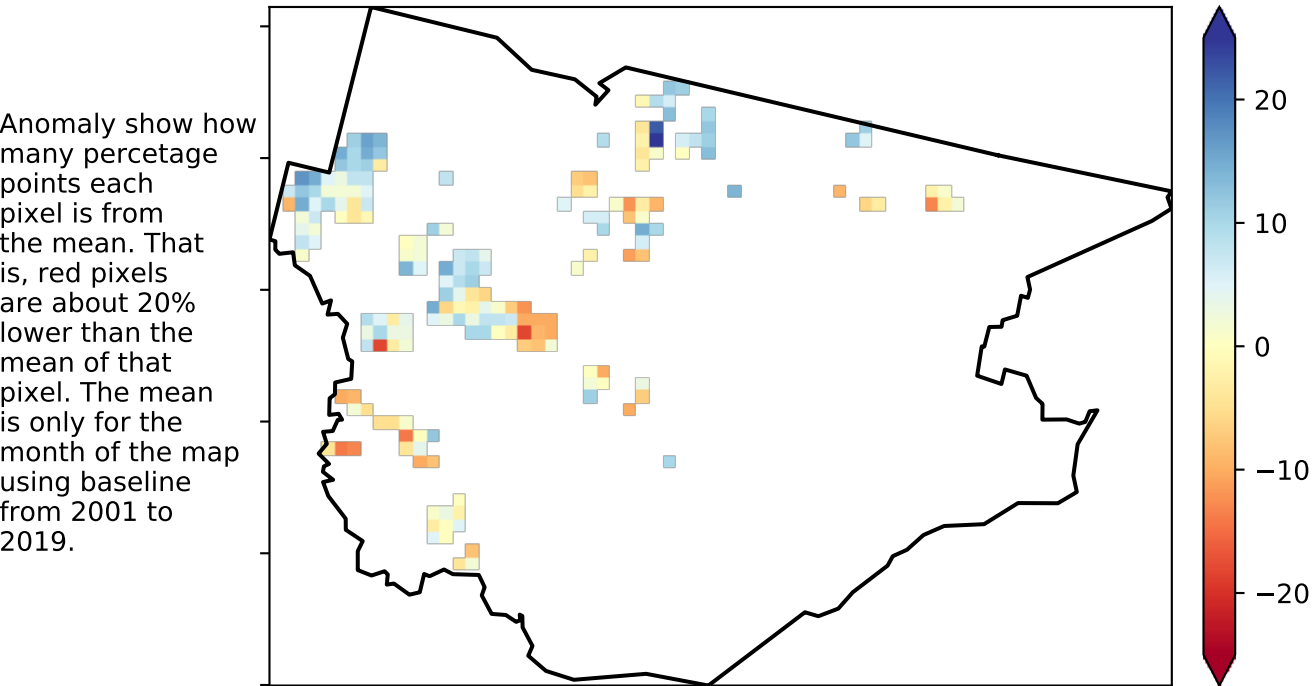 Anomaly show how
many percetage
points each
pixel is from
the mean. That
is, red pixels
are about 20%
lower than the
mean of that
pixel. The mean
is only for the
month of the map
using baseline
from 2001 to
2019.
20
10
0
−10
−20